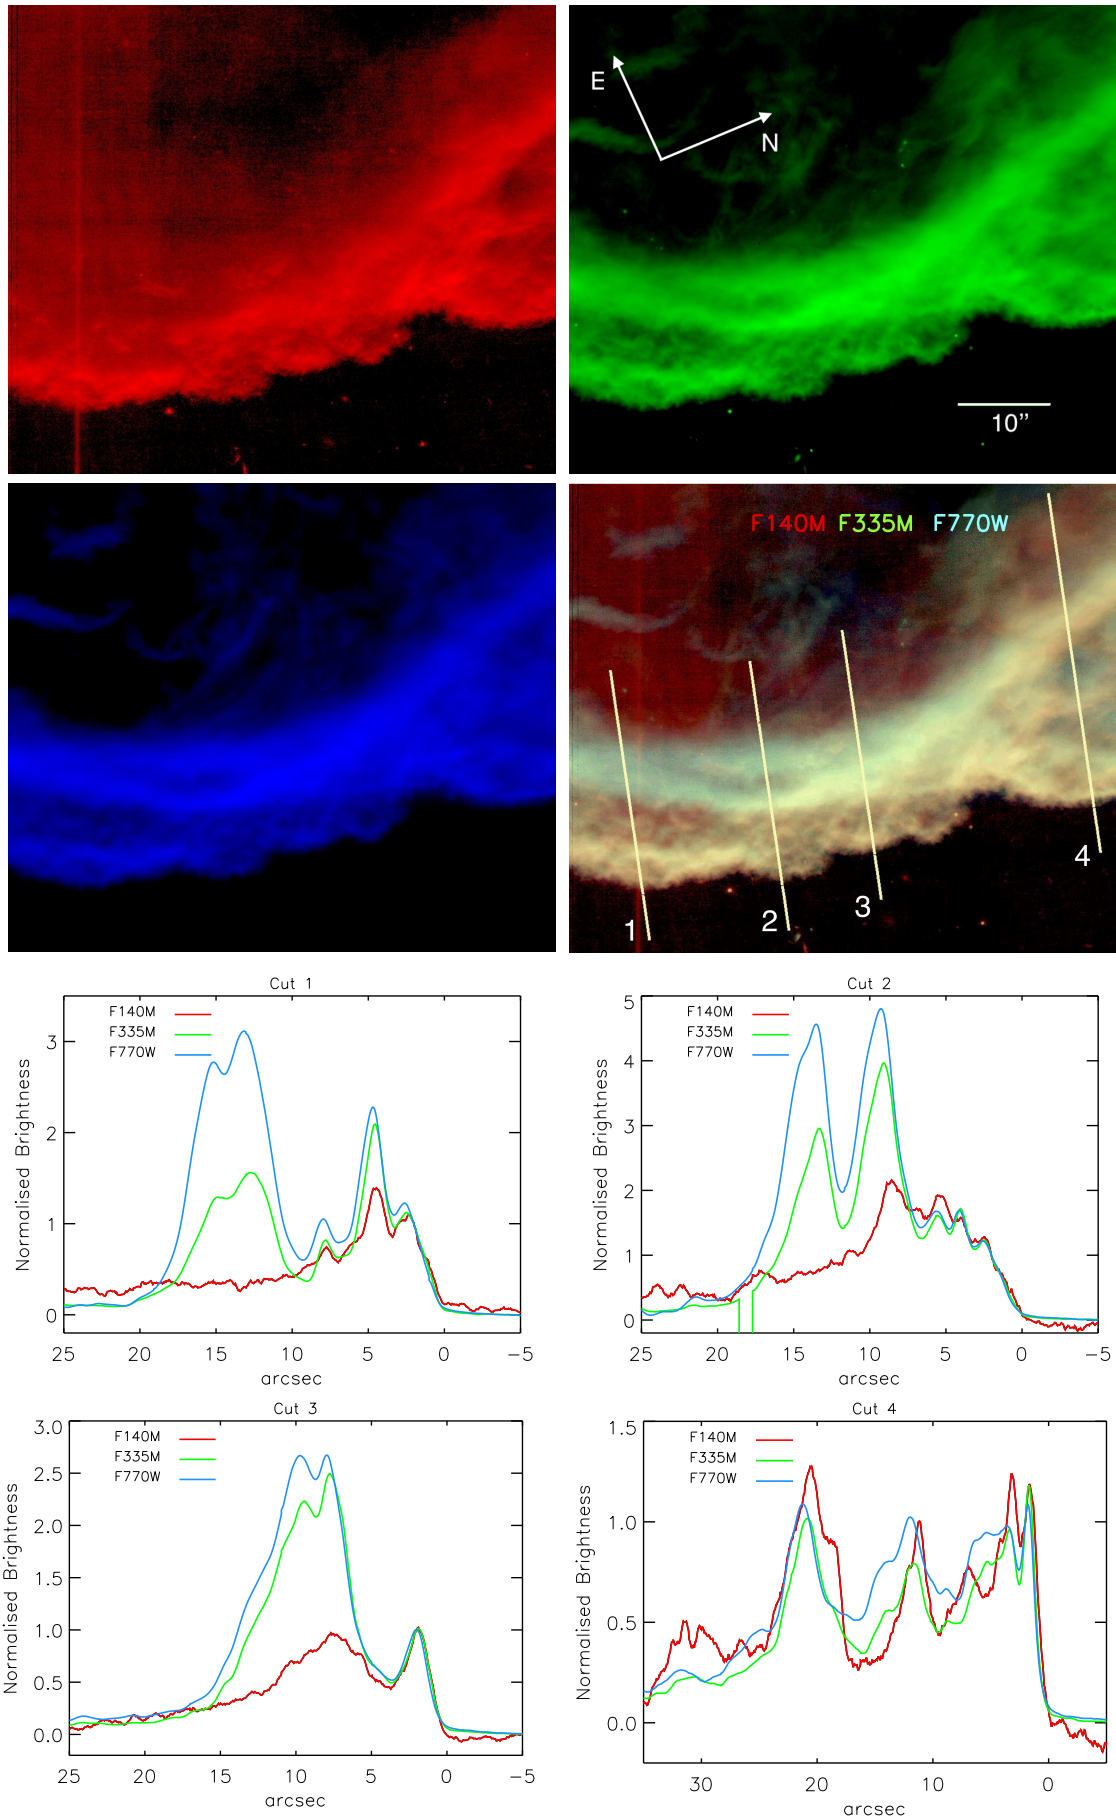 E
N
10”
F140M F335M F770W
1
2
3
4
Cut 1
Normalised Brightness
F140M
F335M
F770W
3
2
1
0
25 20 15 10 5 0 −5
arcsec
Cut 2
Normalised Brightness
F140M
F335M
F770W
5
4
3
2
1
0
25 20 15 10 5 0 −5
arcsec
Cut 3
Normalised Brightness
F140M
F335M
F770W
3.0
2.5
2.0
1.5
1.0
0.5
0.0
25 20 15 10 5 0 −5
arcsec
Cut 4
Normalised Brightness
F140M
F335M
F770W
1.5
1.0
0.5
0.0
30 20 10 0
arcsec